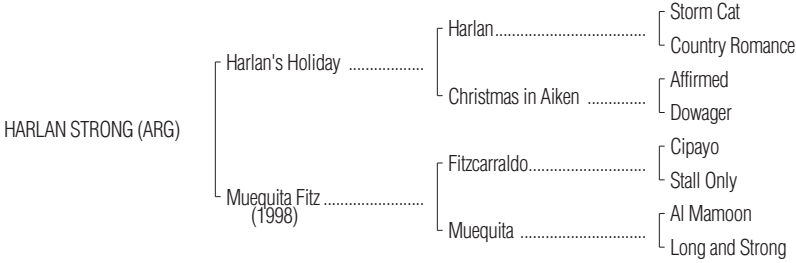 Storm Cat
Harlan....................................
Country Romance
Harlan's Holiday ..................
Affirmed
Christmas in Aiken ..............
Dowager
HARLAN STRONG (ARG)
Cipayo
Fitzcarraldo............................
Stall Only
Muequita Fitz ........................
(1998)
Al Mamoon
Muequita ..............................
Long and Strong